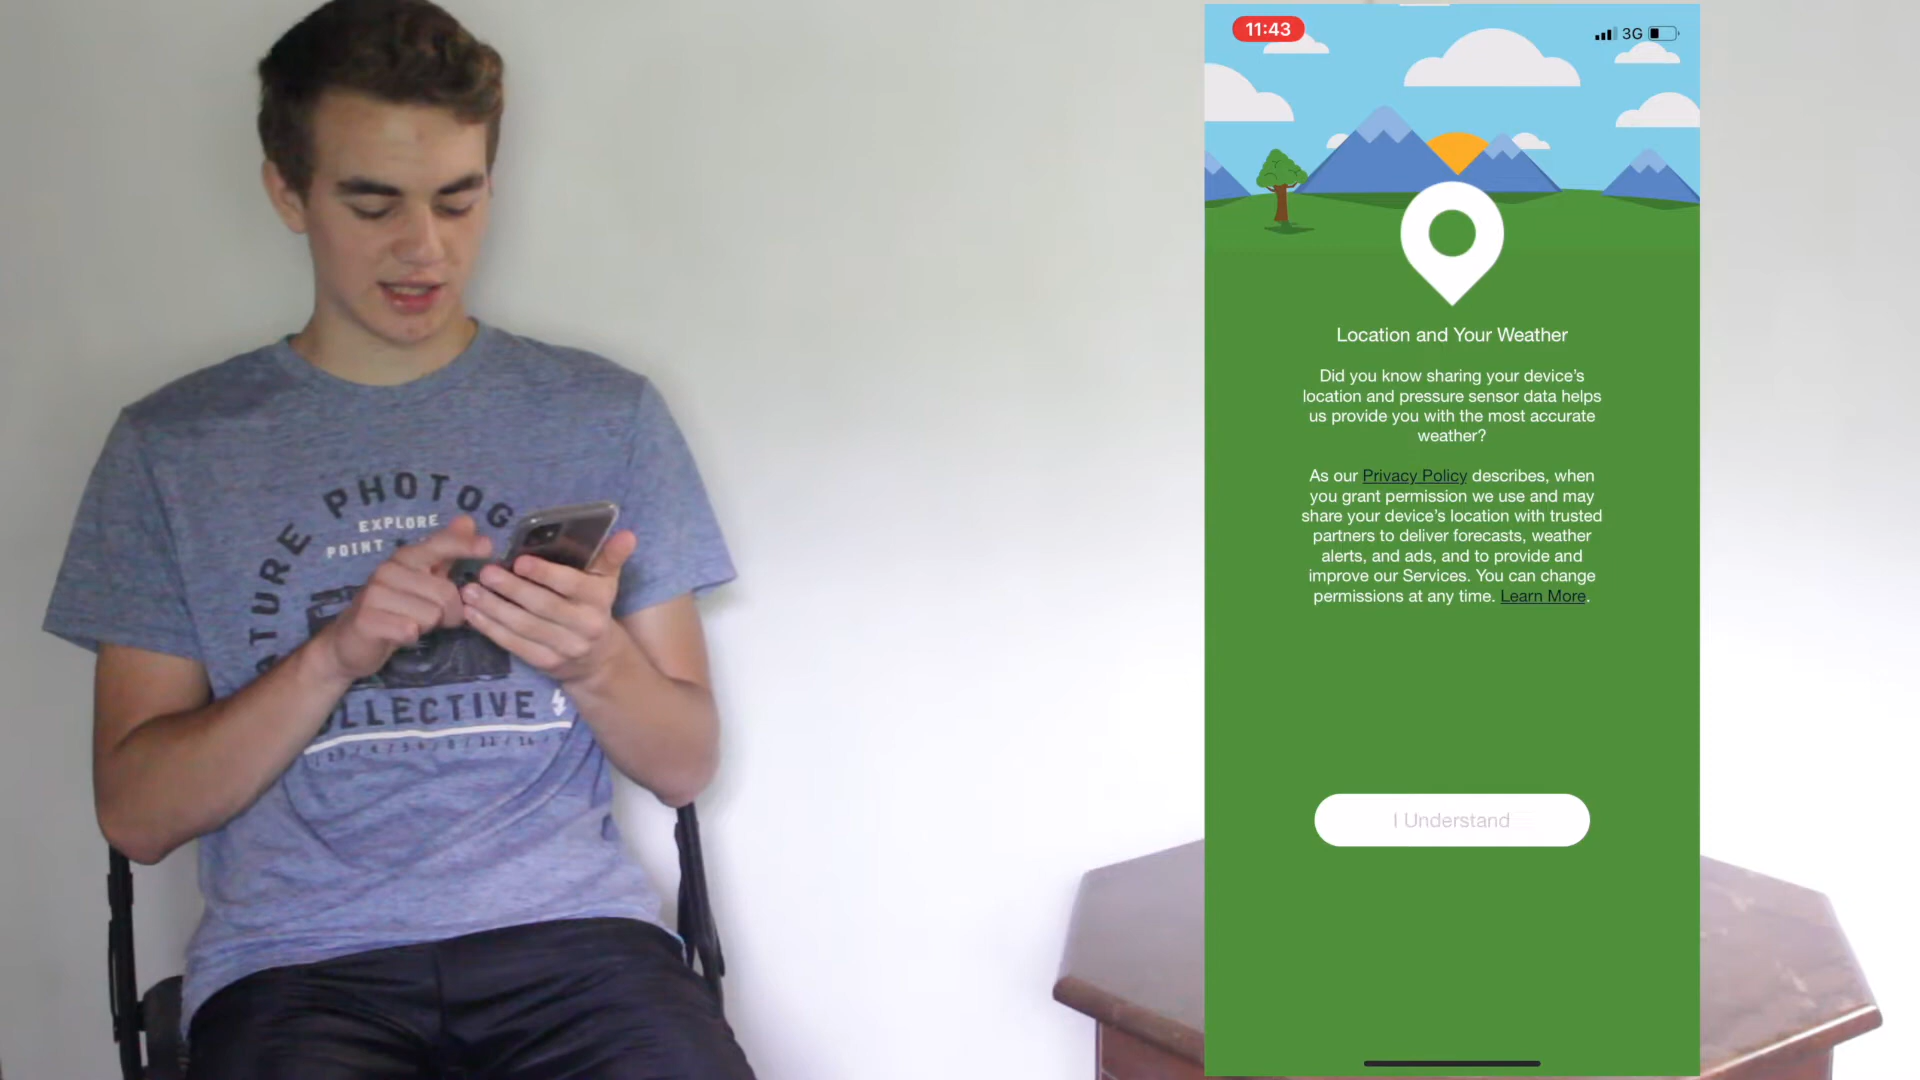 11:43
3G
Location and Your Weather
Did you know sharing your device's
location and pressure sensor data helps
us provide you with the most accurate
weather?
As our Privacy Policy describes, when
you grant permission we use and may
share your device's location with trusted
partners to deliver forecasts, weather
alerts, and ads, and to provide and
improve our Services. You can change
permissions at any time. Learn More.
I Understand
PHOTOG
EXPLORE
POINT
ATURE
LLECTIVE